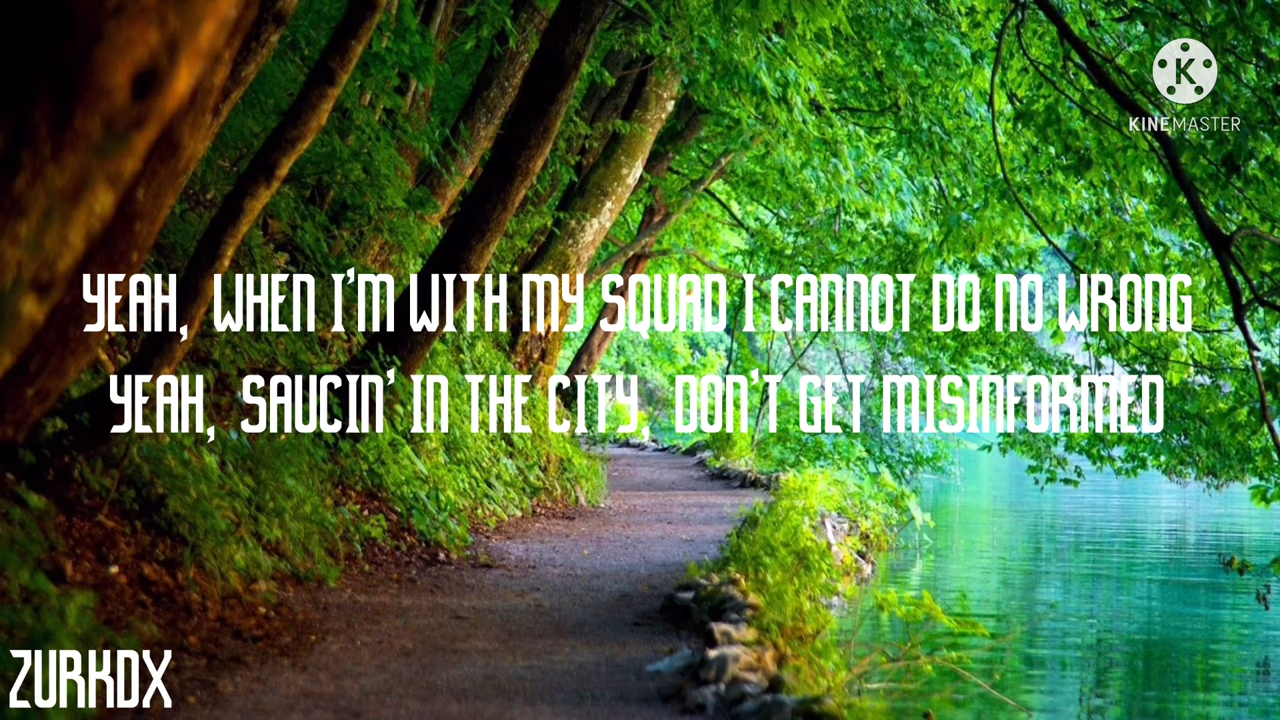 K
KINEMASTER
YEAH, WHEN I'M WITH MY SQUAD I CANNOT DO NO WRONG
YEAH, SAUCIN' IN THE CITY, DON'T GET MISINFORMED
ZURKDX